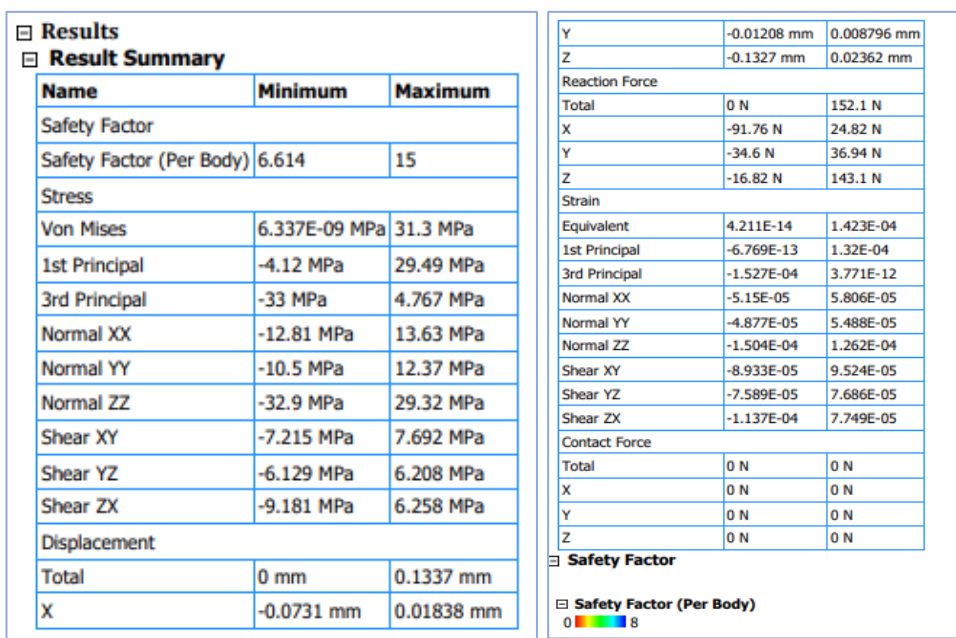 Results
Result Summary
Name Minimum Maximum
Safety Factor
Safety Factor (Per Body) 6.614 15
Stress
Von Mises 6.337E-09 MPa 31.3 MPa
1st Principal -4.12 MPa 29.49 MPa
3rd Principal -33 MPa 4.767 MPa
Normal XX -12.81 MPa 13.63 MPa
Normal YY -10.5 MPa 12.37 MPa
Normal ZZ -32.9 MPa 29.32 MPa
Shear XY -7.215 MPa 7.692 MPa
Shear YZ -6.129 MPa 6.208 MPa
Shear ZX -9.181 MPa 6.258 MPa
Displacement
Total 0 mm 0.1337 mm
X -0.0731 mm 0.01838 mm
Y -0.01208 mm 0.008796 mm
Z -0.1327 mm 0.02362 mm
Reaction Force
Total 0 N 152.1 N
X -91.76 N 24.82 N
Y -34.6 N 36.94 N
Z -16.82 N 143.1 N
Strain
Equivalent 4.211E-14 1.423E-04
1st Principal -6.769E-13 1.32E-04
3rd Principal -1.527E-04 3.771E-12
Normal XX -5.15E-05 5.806E-05
Normal YY -4.877E-05 5.488E-05
Normal ZZ -1.504E-04 1.262E-04
Shear XY -8.933E-05 9.524E-05
Shear YZ -7.589E-05 7.686E-05
Shear ZX -1.137E-04 7.749E-05
Contact Force
Total 0 N 0 N
X 0 N 0 N
Y 0 N 0 N
Z 0 N 0 N
Safety Factor
Safety Factor (Per Body)
0 8